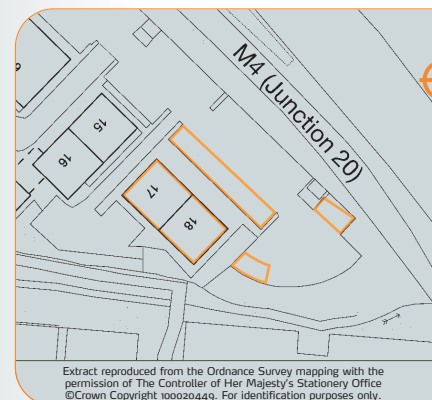 M4 (Junction 20)
15
16
17
18
Extract reproduced from the Ordnance Survey mapping with the
permission of The Controller of Her Majesty's Stationery Office
©Crown Copyright 100020449. For identification purposes only.